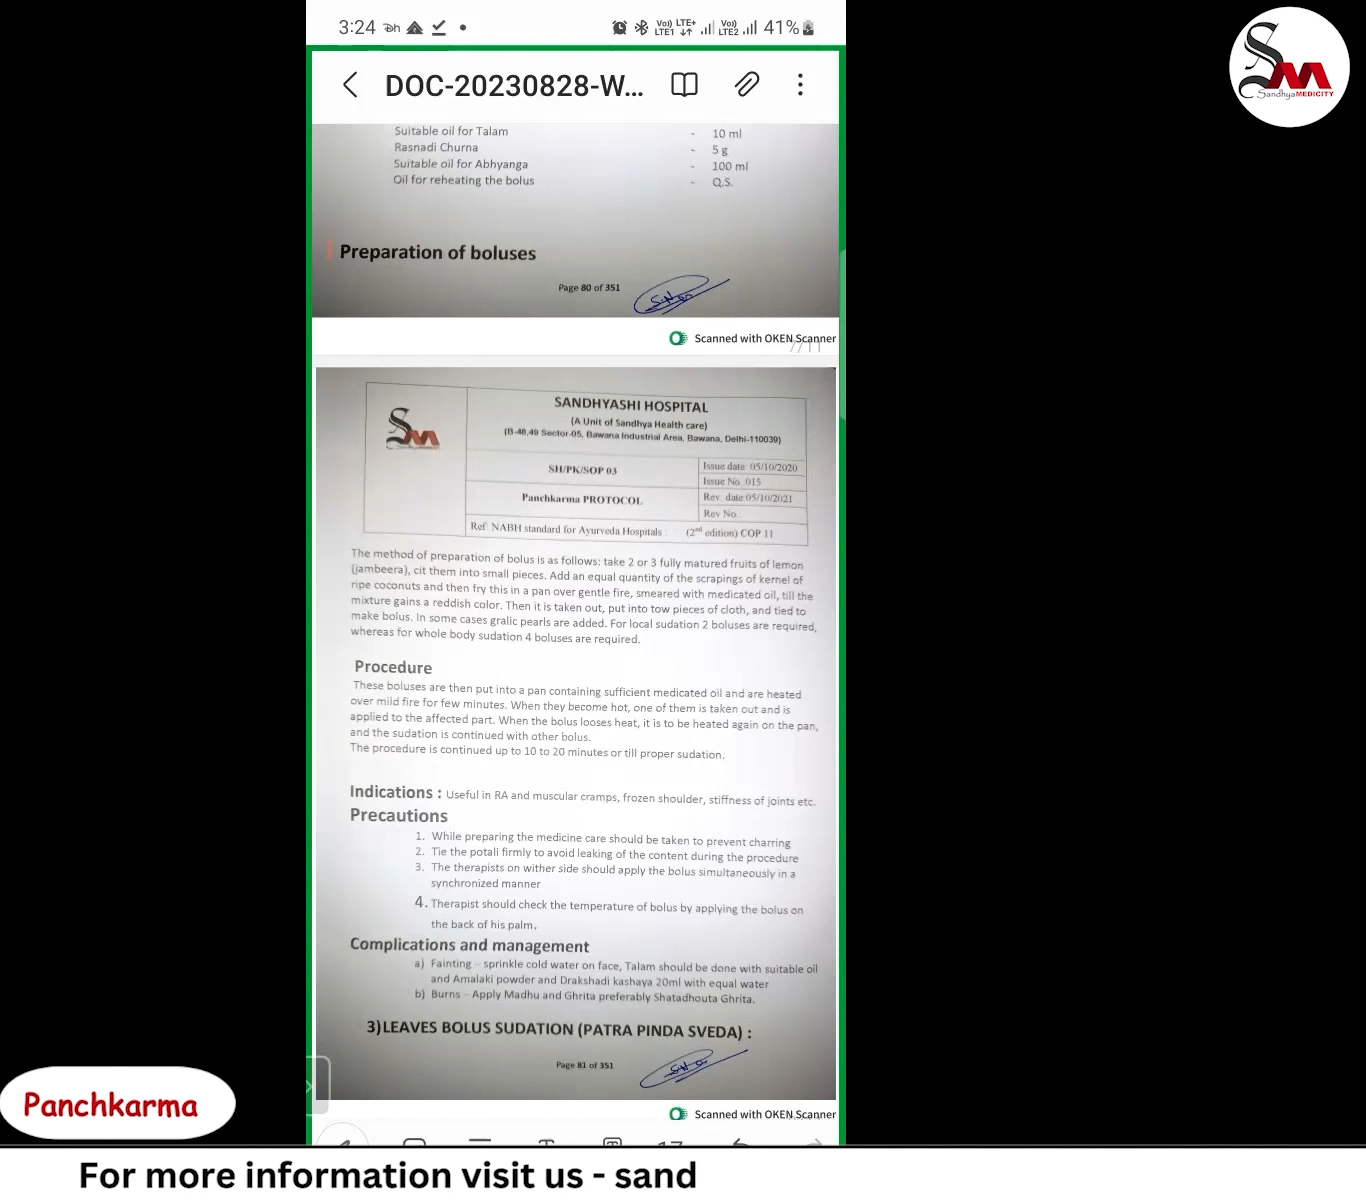 3:24
Vo)) LTE+
LTE1
Vo))
LTE2
41%
Sandhya MEDICITY
DOC-20230828-W...
Suitable oil for Talam - 10 ml
Rasnadi Churna - 5 g
Suitable oil for Abhyanga - 100 ml
Oil for reheating the bolus - Q.S.
Preparation of boluses
Page 80 of 351
Scanned with OKEN Scanner
7/11
SANDHYASHI HOSPITAL
(A Unit of Sandhya Health care)
(B-48,49 Sector-05, Bawana Industrial Area, Bawana, Delhi-110039)
SH/PK/SOP 03
Issue date: 05/10/2020
Issue No :015
Panchkarma PROTOCOL
Rev. date:05/10/2021
Rev No.
Ref: NABH standard for Ayurveda Hospitals : (2nd edition) COP 11
The method of preparation of bolus is as follows: take 2 or 3 fully matured fruits of lemon
(jambeera), cit them into small pieces. Add an equal quantity of the scrapings of kernel of
ripe coconuts and then fry this in a pan over gentle fire, smeared with medicated oil, till the
mixture gains a reddish color. Then it is taken out, put into tow pieces of cloth, and tied to
make bolus. In some cases gralic pearls are added. For local sudation 2 boluses are required,
whereas for whole body sudation 4 boluses are required.
Procedure
These boluses are then put into a pan containing sufficient medicated oil and are heated
over mild fire for few minutes. When they become hot, one of them is taken out and is
applied to the affected part. When the bolus looses heat, it is to be heated again on the pan,
and the sudation is continued with other bolus.
The procedure is continued up to 10 to 20 minutes or till proper sudation.
Indications : Useful in RA and muscular cramps, frozen shoulder, stiffness of joints etc.
Precautions
1. While preparing the medicine care should be taken to prevent charring
2. Tie the potali firmly to avoid leaking of the content during the procedure
3. The therapists on wither side should apply the bolus simultaneously in a
synchronized manner
4. Therapist should check the temperature of bolus by applying the bolus on
the back of his palm.
Complications and management
a) Fainting – sprinkle cold water on face, Talam should be done with suitable oil
and Amalaki powder and Drakshadi kashaya 20ml with equal water
b) Burns – Apply Madhu and Ghrita preferably Shatadhouta Ghrita.
3)LEAVES BOLUS SUDATION (PATRA PINDA SVEDA) :
Page 81 of 351
Scanned with OKEN Scanner
Panchkarma
For more information visit us - sand